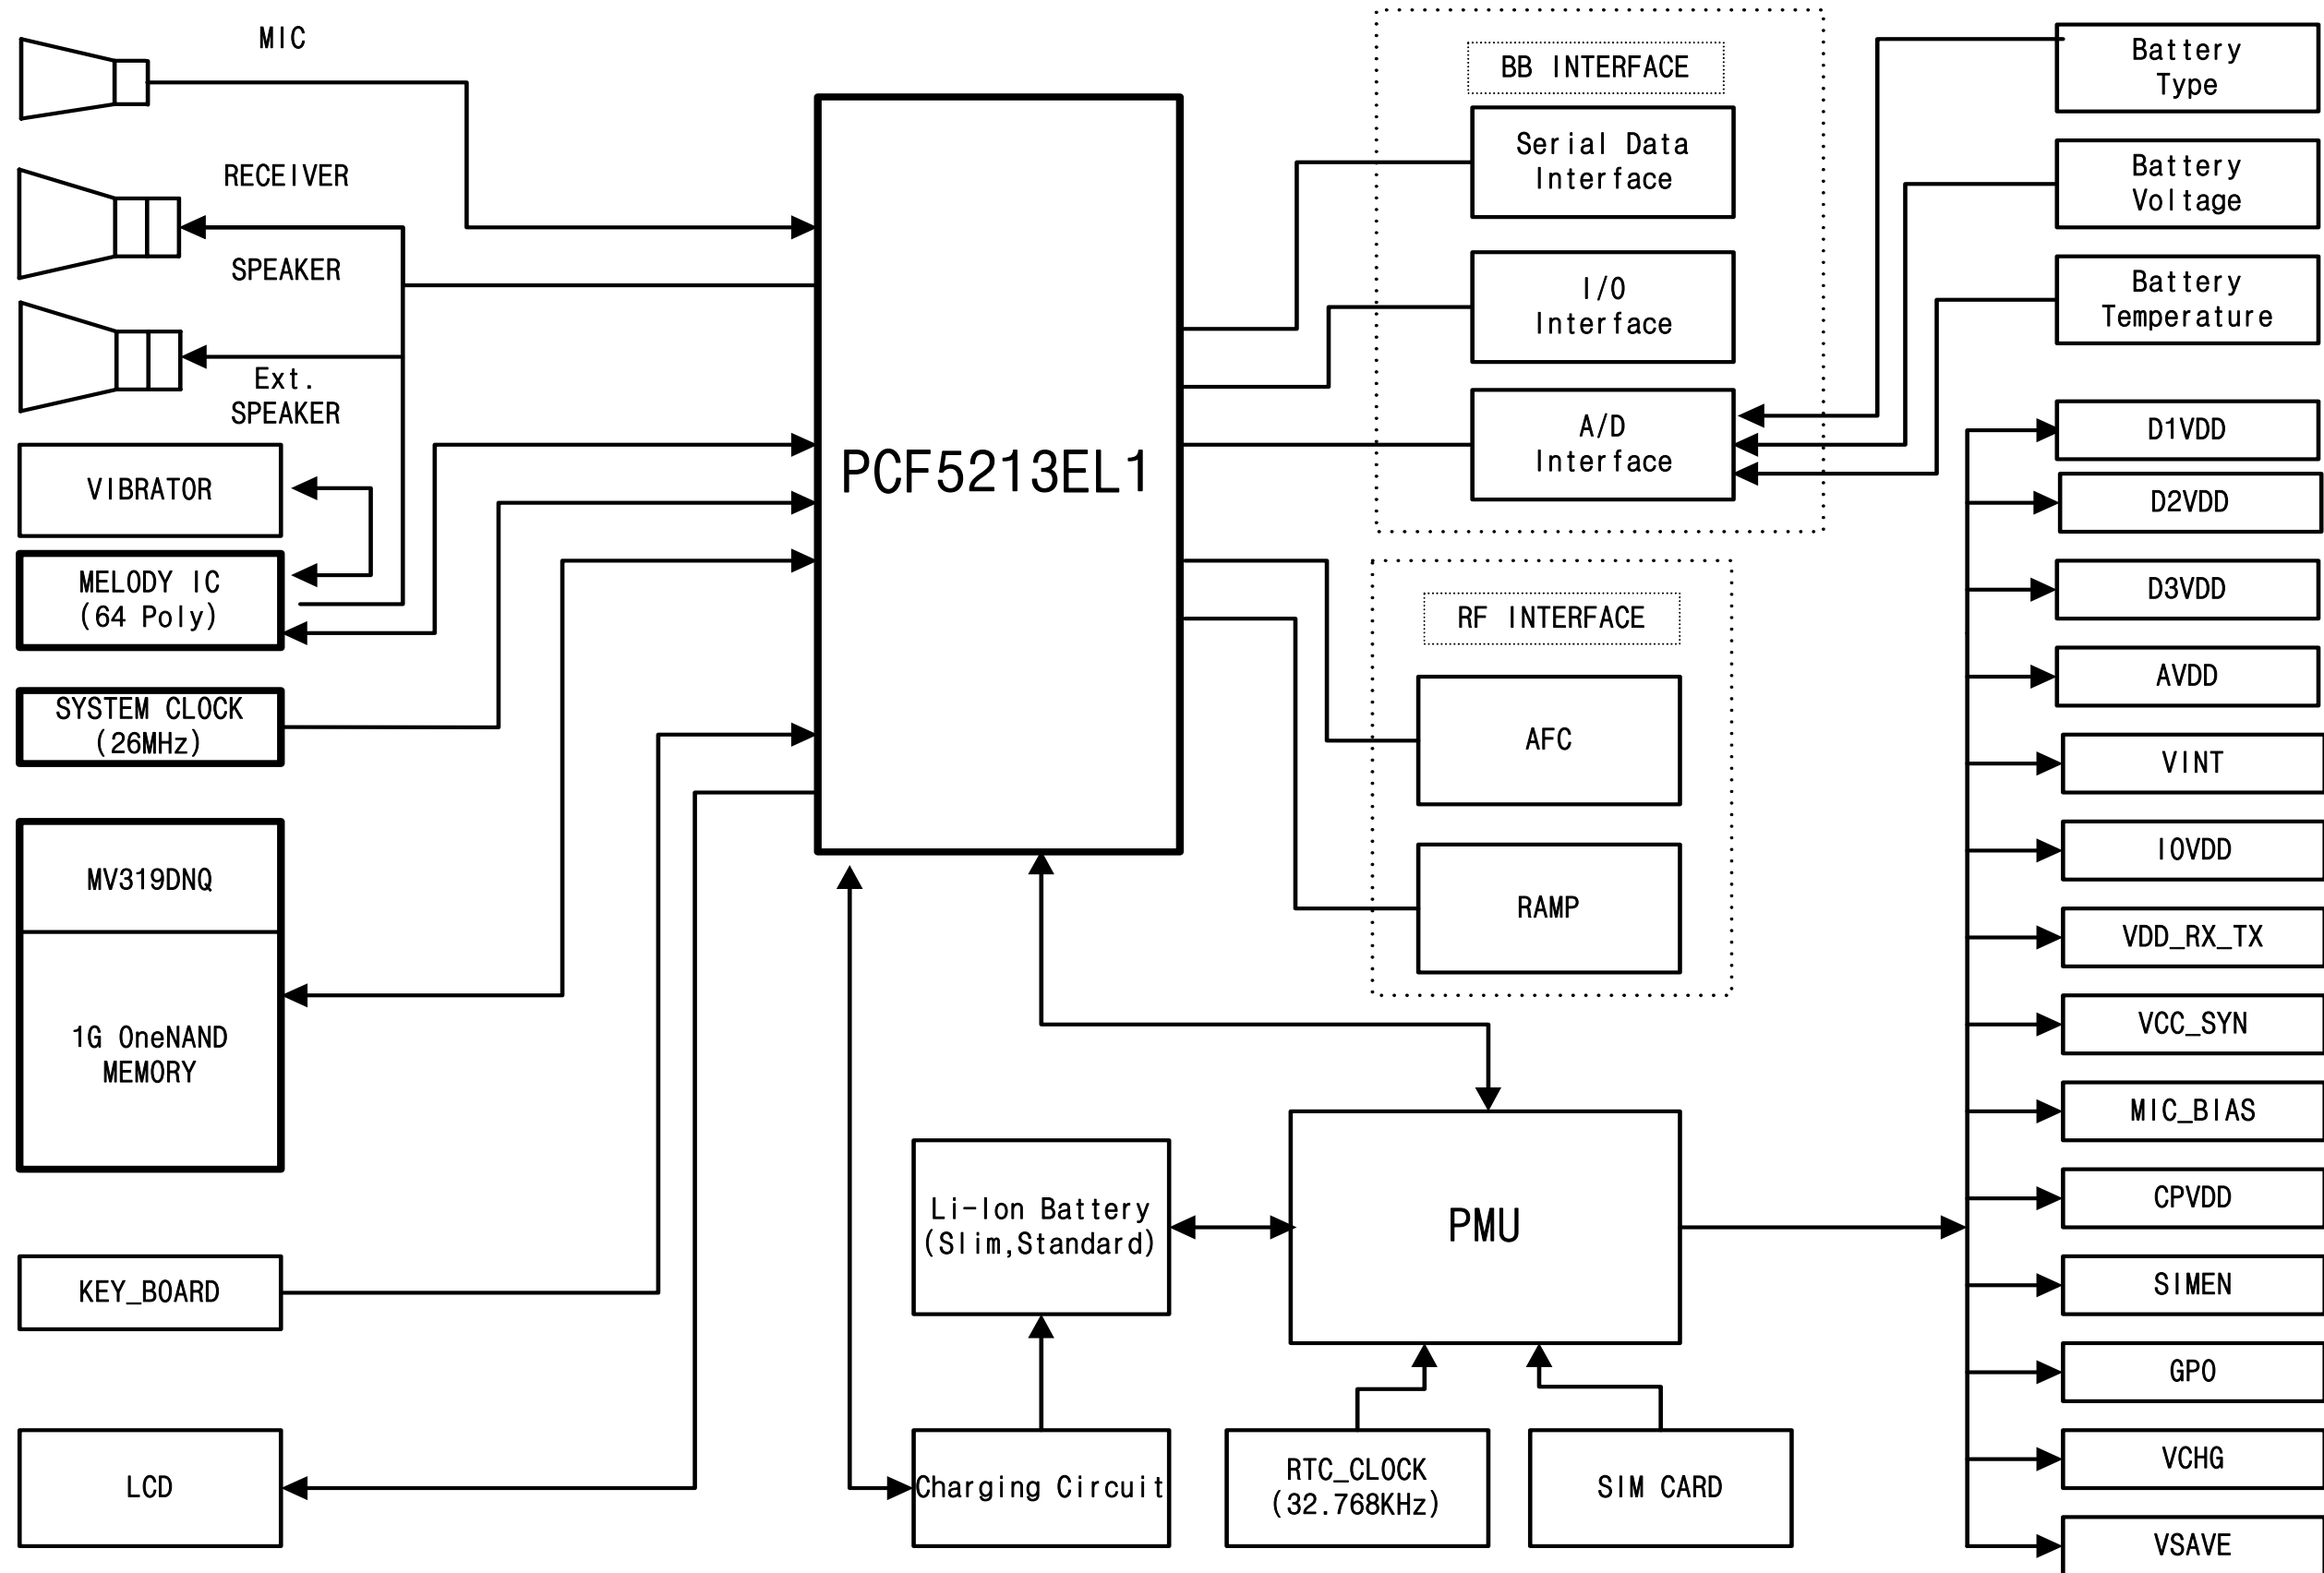 MIC
RECEIVER
SPEAKER
Ext.
SPEAKER
VIBRATOR
MELODY IC
(64 Poly)
SYSTEM CLOCK
(26MHz)
MV319DNQ
1G OneNAND
MEMORY
KEY_BOARD
LCD
PCF5213EL1
BB INTERFACE
Serial Data
Interface
I/O
Interface
A/D
Interface
RF INTERFACE
AFC
RAMP
Li-Ion Battery
(Slim,Standard)
PMU
Charging Circuit
RTC_CLOCK
(32.768KHz)
SIM CARD
Battery
Type
Battery
Voltage
Battery
Temperature
D1VDD
D2VDD
D3VDD
AVDD
VINT
IOVDD
VDD_RX_TX
VCC_SYN
MIC_BIAS
CPVDD
SIMEN
GPO
VCHG
VSAVE